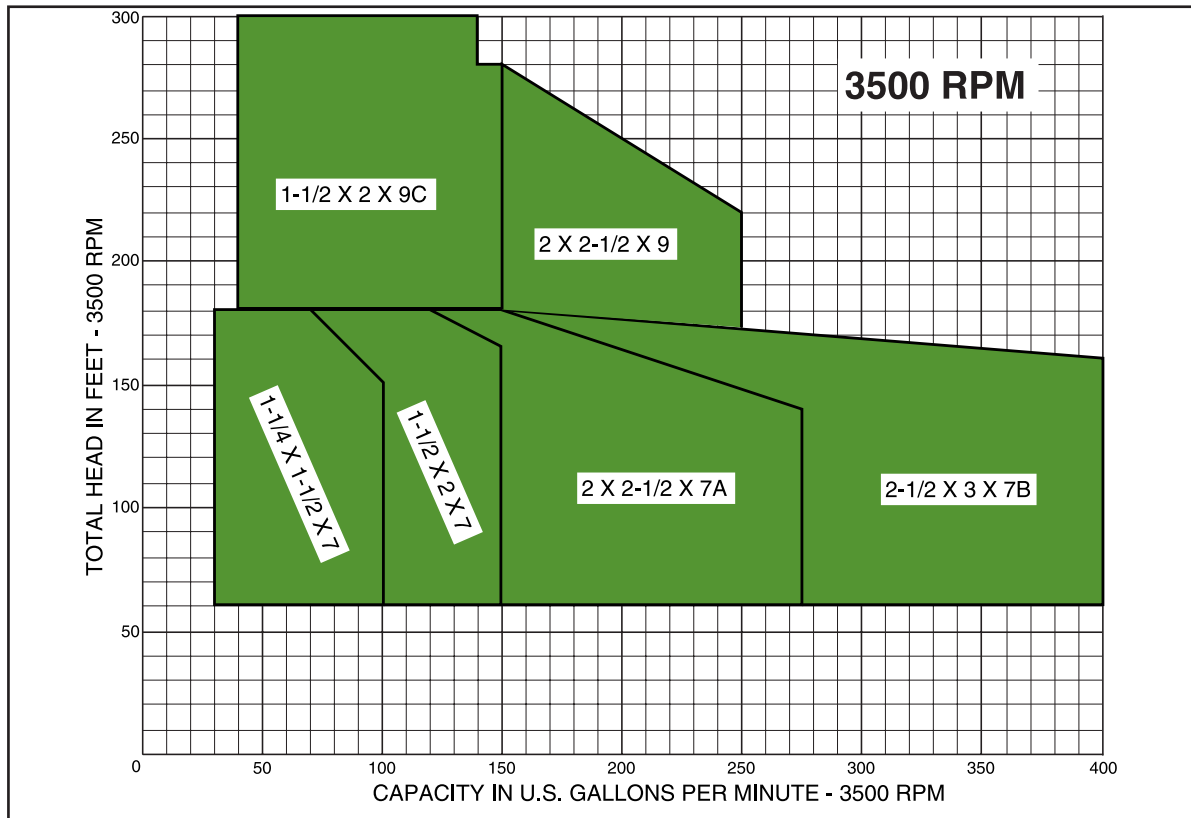 3500 RPM
300
250
200
150
100
50
TOTAL HEAD IN FEET - 3500 RPM
1-1/2 X 2 X 9C
2 X 2-1/2 X 9
1-1/4 X 1-1/2 X 7
1-1/2 X 2 X 7
2 X 2-1/2 X 7A
2-1/2 X 3 X 7B
0 50 100 150 200 250 300 350 400
CAPACITY IN U.S. GALLONS PER MINUTE - 3500 RPM